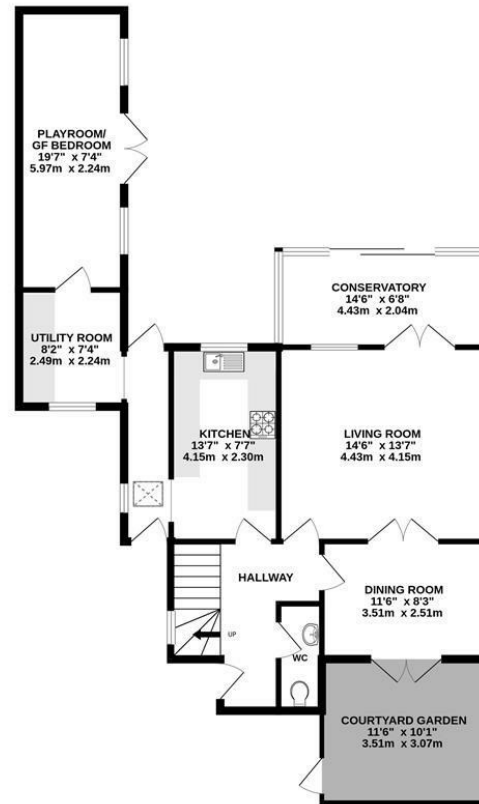 PLAYROOM/
GF BEDROOM
19'7" x 7'4"
5.97m x 2.24m
CONSERVATORY
14'6" x 6'8"
4.43m x 2.04m
UTILITY ROOM
8'2" x 7'4"
2.49m x 2.24m
KITCHEN
13'7" x 7'7"
4.15m x 2.30m
LIVING ROOM
14'6" x 13'7"
4.43m x 4.15m
HALLWAY
DINING ROOM
11'6" x 8'3"
3.51m x 2.51m
UP
WC
COURTYARD GARDEN
11'6" x 10'1"
3.51m x 3.07m